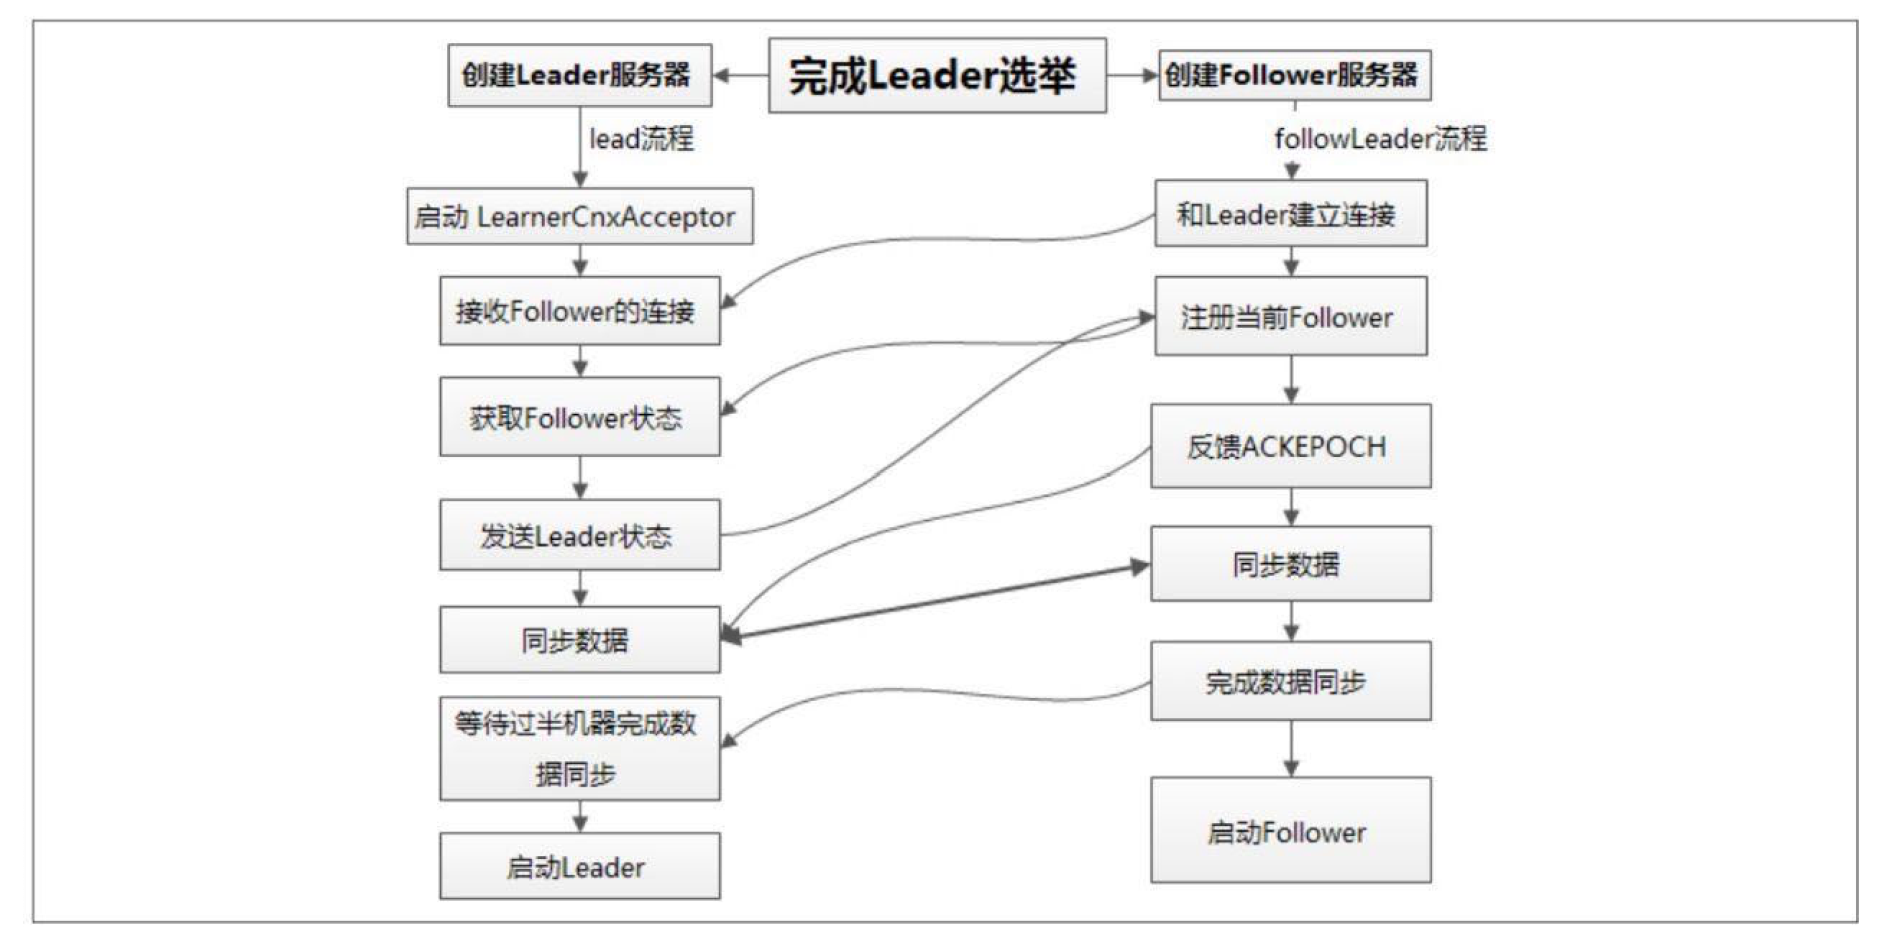 完成Leader选举
创建Leader服务器
lead流程
启动 LearnerCnxAcceptor
接收Follower的连接
获取Follower状态
发送Leader状态
同步数据
等待过半机器完成数
据同步
启动Leader
创建Follower服务器
followLeader流程
和Leader建立连接
注册当前Follower
反馈ACKEPOCH
同步数据
完成数据同步
启动Follower